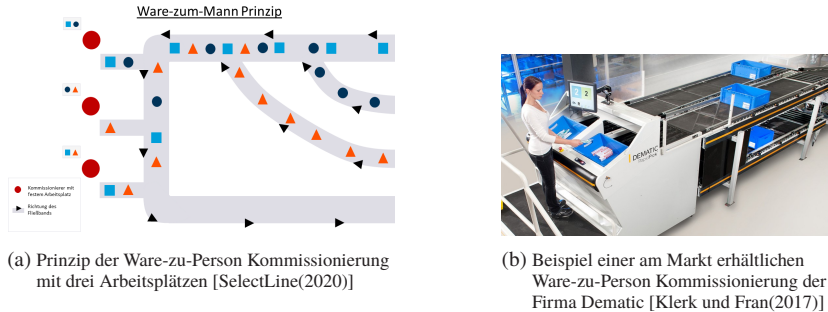 Ware-zum-Mann Prinzip
Kommissionierer mit
festem Arbeitsplatz
Richtung des
Fließbands
(a) Prinzip der Ware-zu-Person Kommissionierung
mit drei Arbeitsplätzen [SelectLine(2020)]
2
DEMATIC
(b) Beispiel einer am Markt erhältlichen
Ware-zu-Person Kommissionierung der
Firma Dematic [Klerk und Fran(2017)]